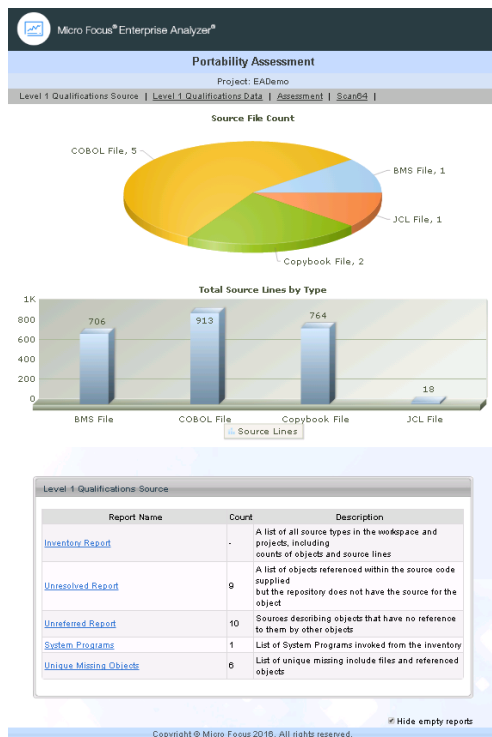 Micro Focus® Enterprise Analyzer®
Portability Assessment
Project: EADemo
Level 1 Qualifications Source | Level 1 Qualifications Data | Assessment | Scan64 |
Source File Count
COBOL File, 5
BMS File, 1
JCL File, 1
Copybook File, 2
Total Source Lines by Type
1K
800
600
400
200
0
706
913
764
18
BMS File
COBOL File
Copybook File
JCL File
Source Lines
Level 1 Qualifications Source
Report Name Count Description
Inventory Report - A list of all source types in the workspace and
projects, including
counts of objects and source lines
A list of objects referenced within the source code
supplied
Unresolved Report 9 but the repository does not have the source for the
object
Unreferred Report 10 Sources describing objects that have no reference
to them by other objects
System Programs 1 List of System Programs invoked from the inventory
Unique Missing Objects 6 List of unique missing include files and referenced
objects
Hide empty reports
Copyright © Micro Focus 2016. All rights reserved.